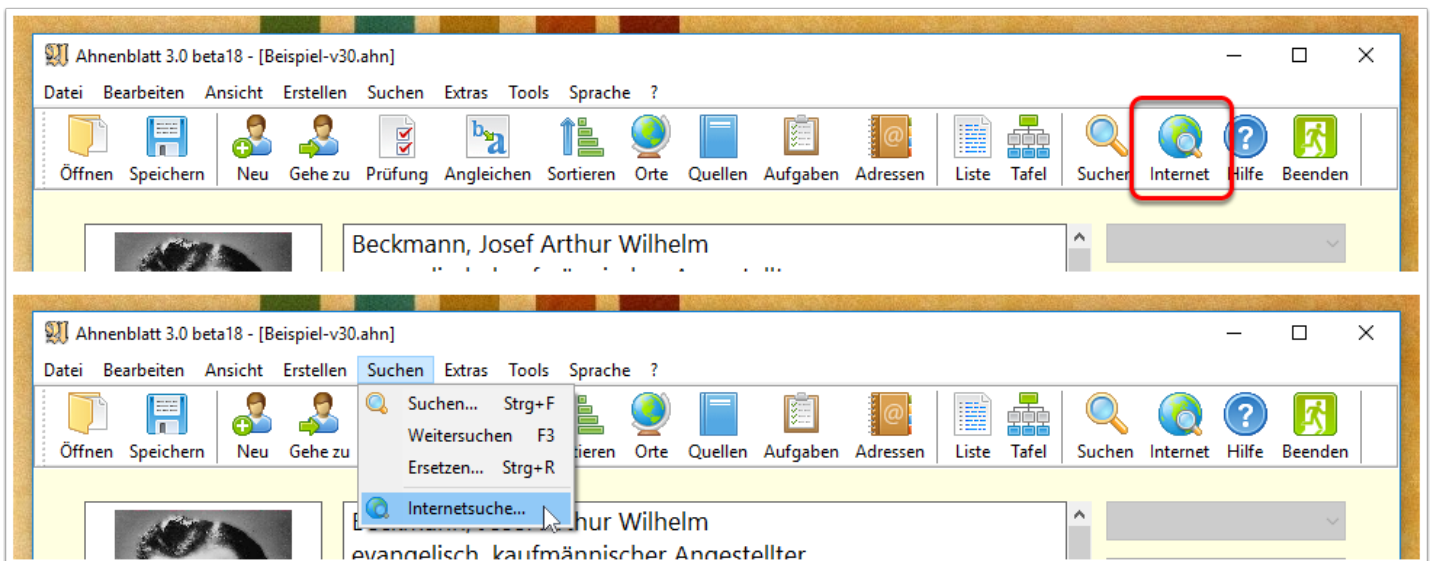 Ahnenblatt 3.0 beta18 - [Beispiel-v30.ahn]
Datei Bearbeiten Ansicht Erstellen Suchen Extras Tools Sprache ?
Öffnen Speichern Neu Gehe zu Prüfung Angleichen Sortieren Orte Quellen Aufgaben Adressen Liste Tafel Suchen Internet Hilfe Beenden
Beckmann, Josef Arthur Wilhelm
Ahnenblatt 3.0 beta18 - [Beispiel-v30.ahn]
Datei Bearbeiten Ansicht Erstellen Suchen Extras Tools Sprache ?
Öffnen Speichern Neu Gehe zu Orte Quellen Aufgaben Adressen Liste Tafel Suchen Internet Hilfe Beenden
Suchen... Strg+F
Weitersuchen F3
Ersetzen... Strg+R
Internetsuche...
Wilhelm
evangelisch, kaufmännischer Angestellter